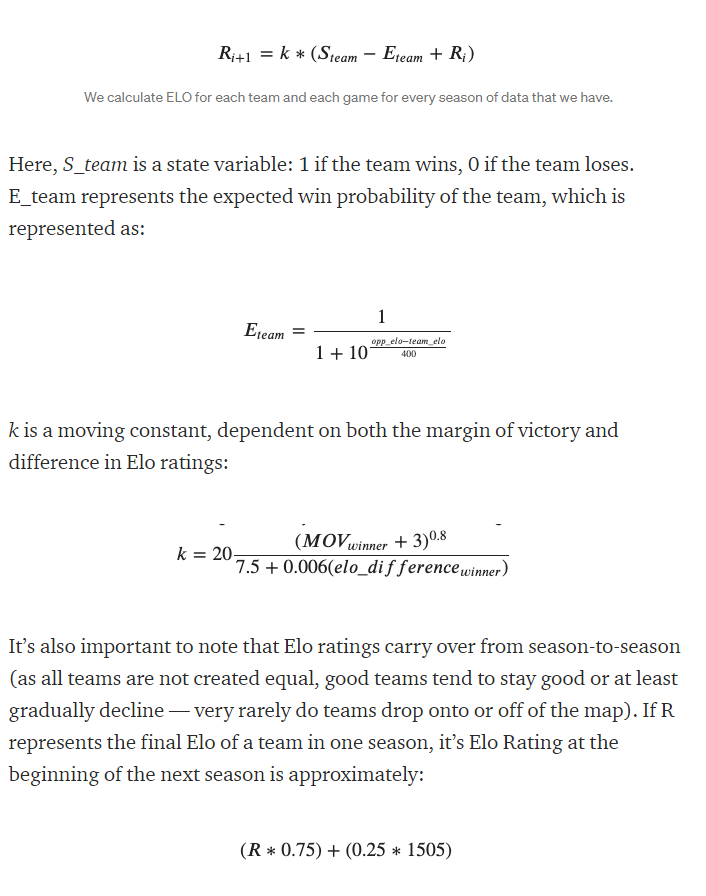 R_{i+1} = k * (S_{team} − E_{team} + R_i)
We calculate ELO for each team and each game for every season of data that we have.
Here, S_team is a state variable: 1 if the team wins, 0 if the team loses.
E_team represents the expected win probability of the team, which is
represented as:
E_{team} = \frac{1}{1 + 10^{\frac{opp\_elo−team\_elo}{400}}}
k is a moving constant, dependent on both the margin of victory and
difference in Elo ratings:
k = 20\frac{(MOV_{winner} + 3)^{0.8}}{7.5 + 0.006(elo\_difference_{winner})}
It’s also important to note that Elo ratings carry over from season-to-season
(as all teams are not created equal, good teams tend to stay good or at least
gradually decline — very rarely do teams drop onto or off of the map). If R
represents the final Elo of a team in one season, it’s Elo Rating at the
beginning of the next season is approximately:
(R * 0.75) + (0.25 * 1505)